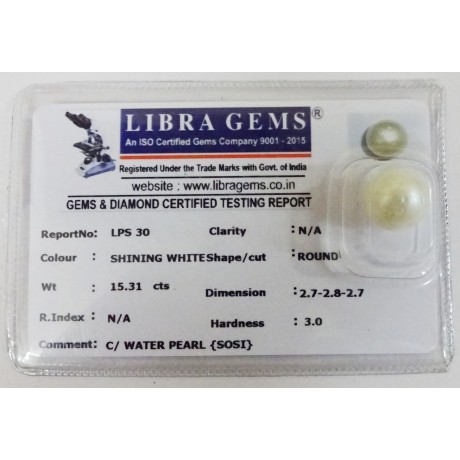 LIBRA GEMS ®
An ISO Certified Gems Company 9001 - 2015
Registered Under the Trade Marks with Govt. of India
website : www.libragems.co.in
GEMS & DIAMOND CERTIFIED TESTING REPORT
ReportNo: LPS 30 Clarity : N/A
Colour : SHINING WHITE Shape/cut : ROUND
Wt : 15.31 cts Dimension : 2.7-2.8-2.7
R.Index : N/A Hardness : 3.0
Comment: C/ WATER PEARL {SOSI}